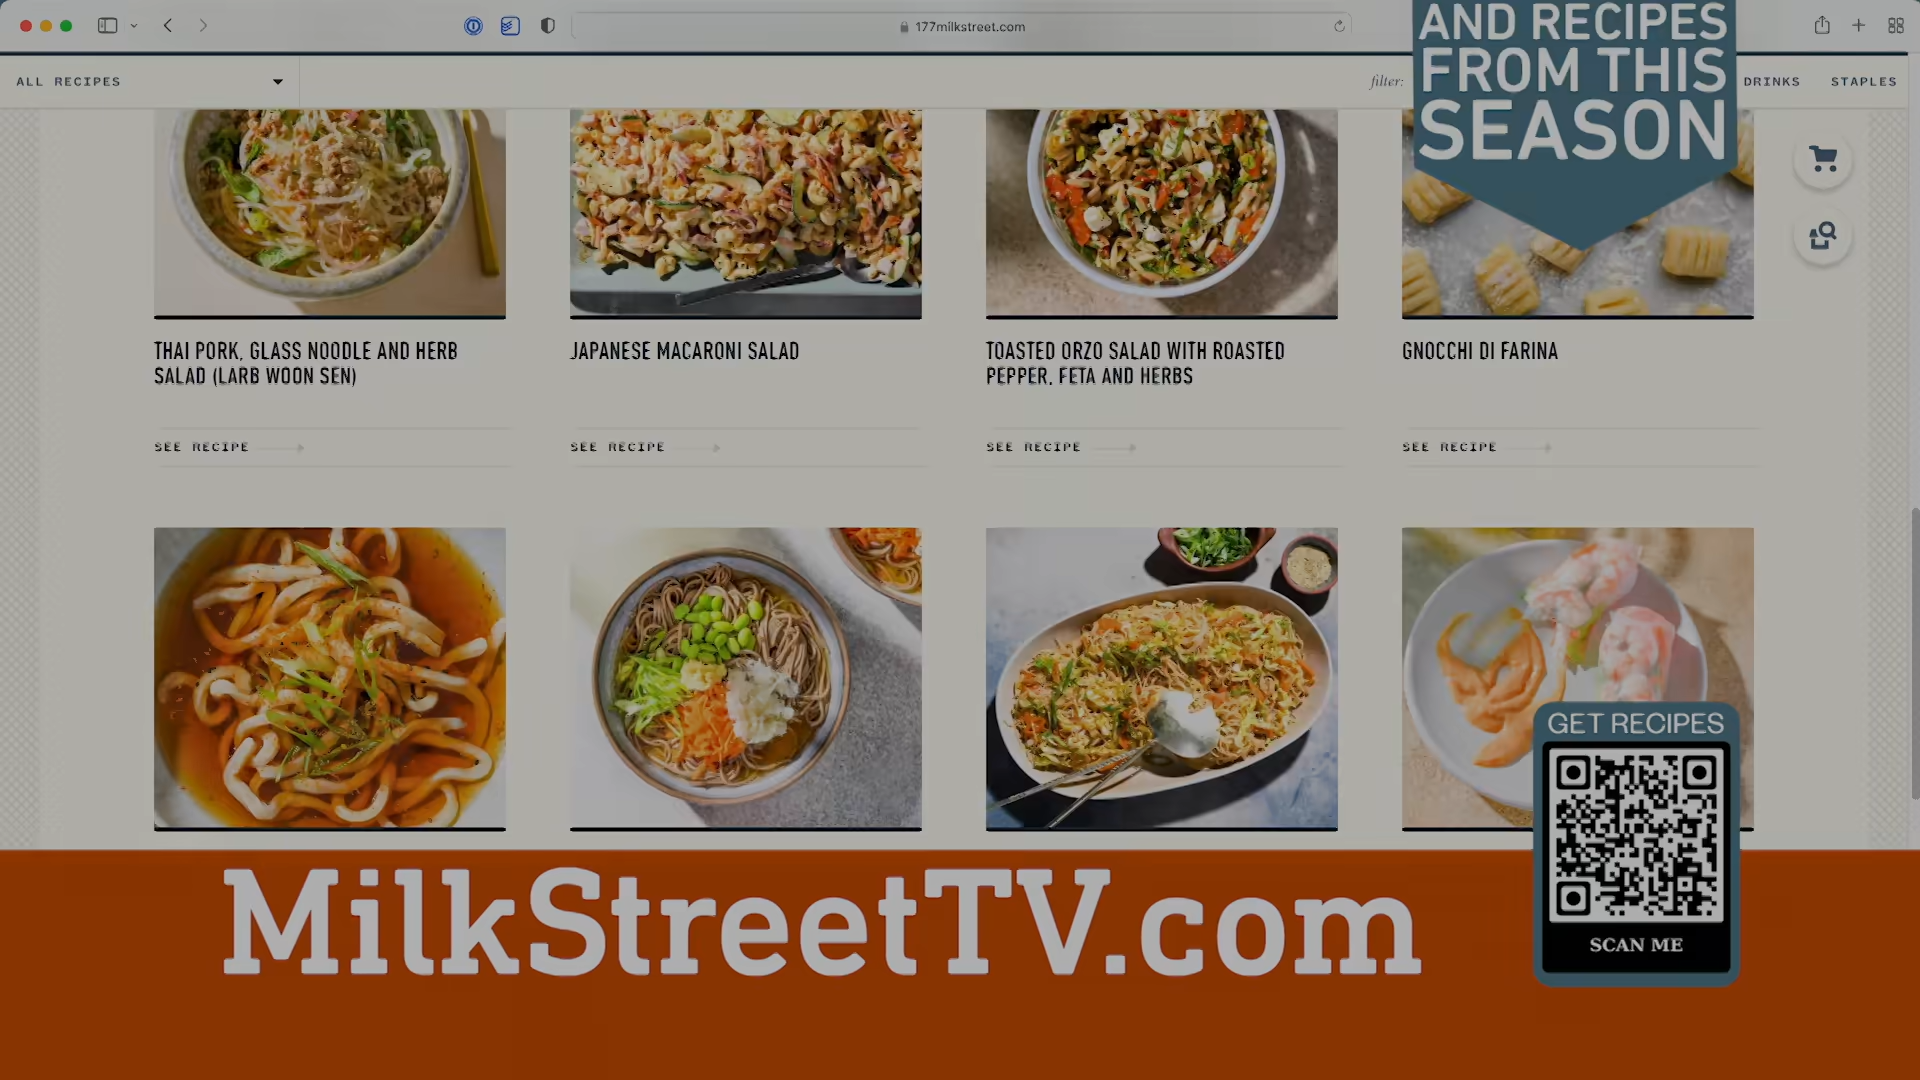 177milkstreet.com
AND RECIPES
FROM THIS
SEASON
ALL RECIPES
filter:
DRINKS
STAPLES
THAI PORK, GLASS NOODLE AND HERB
SALAD (LARB WOON SEN)
JAPANESE MACARONI SALAD
TOASTED ORZO SALAD WITH ROASTED
PEPPER, FETA AND HERBS
GNOCCHI DI FARINA
SEE RECIPE
SEE RECIPE
SEE RECIPE
SEE RECIPE
GET RECIPES
SCAN ME
MilkStreetTV.com